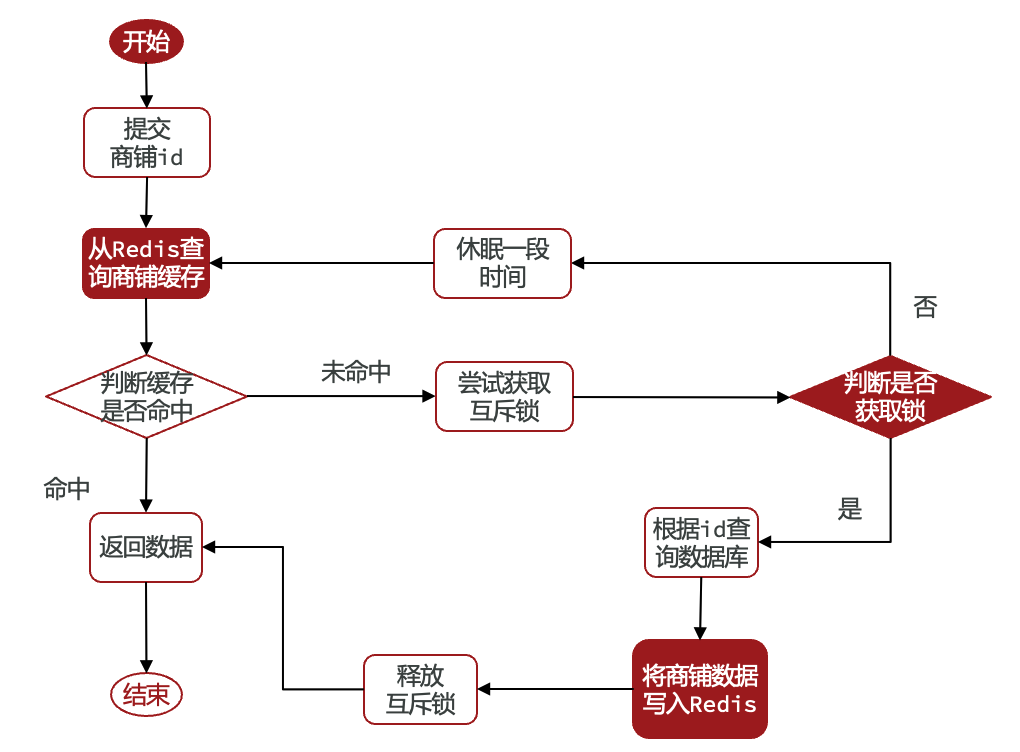 开始
提交
商铺id
从Redis查
询商铺缓存
休眠一段
时间
否
判断缓存
是否命中
未命中
尝试获取
互斥锁
判断是否
获取锁
命中
是
返回数据
根据id查
询数据库
将商铺数据
写入Redis
释放
互斥锁
结束